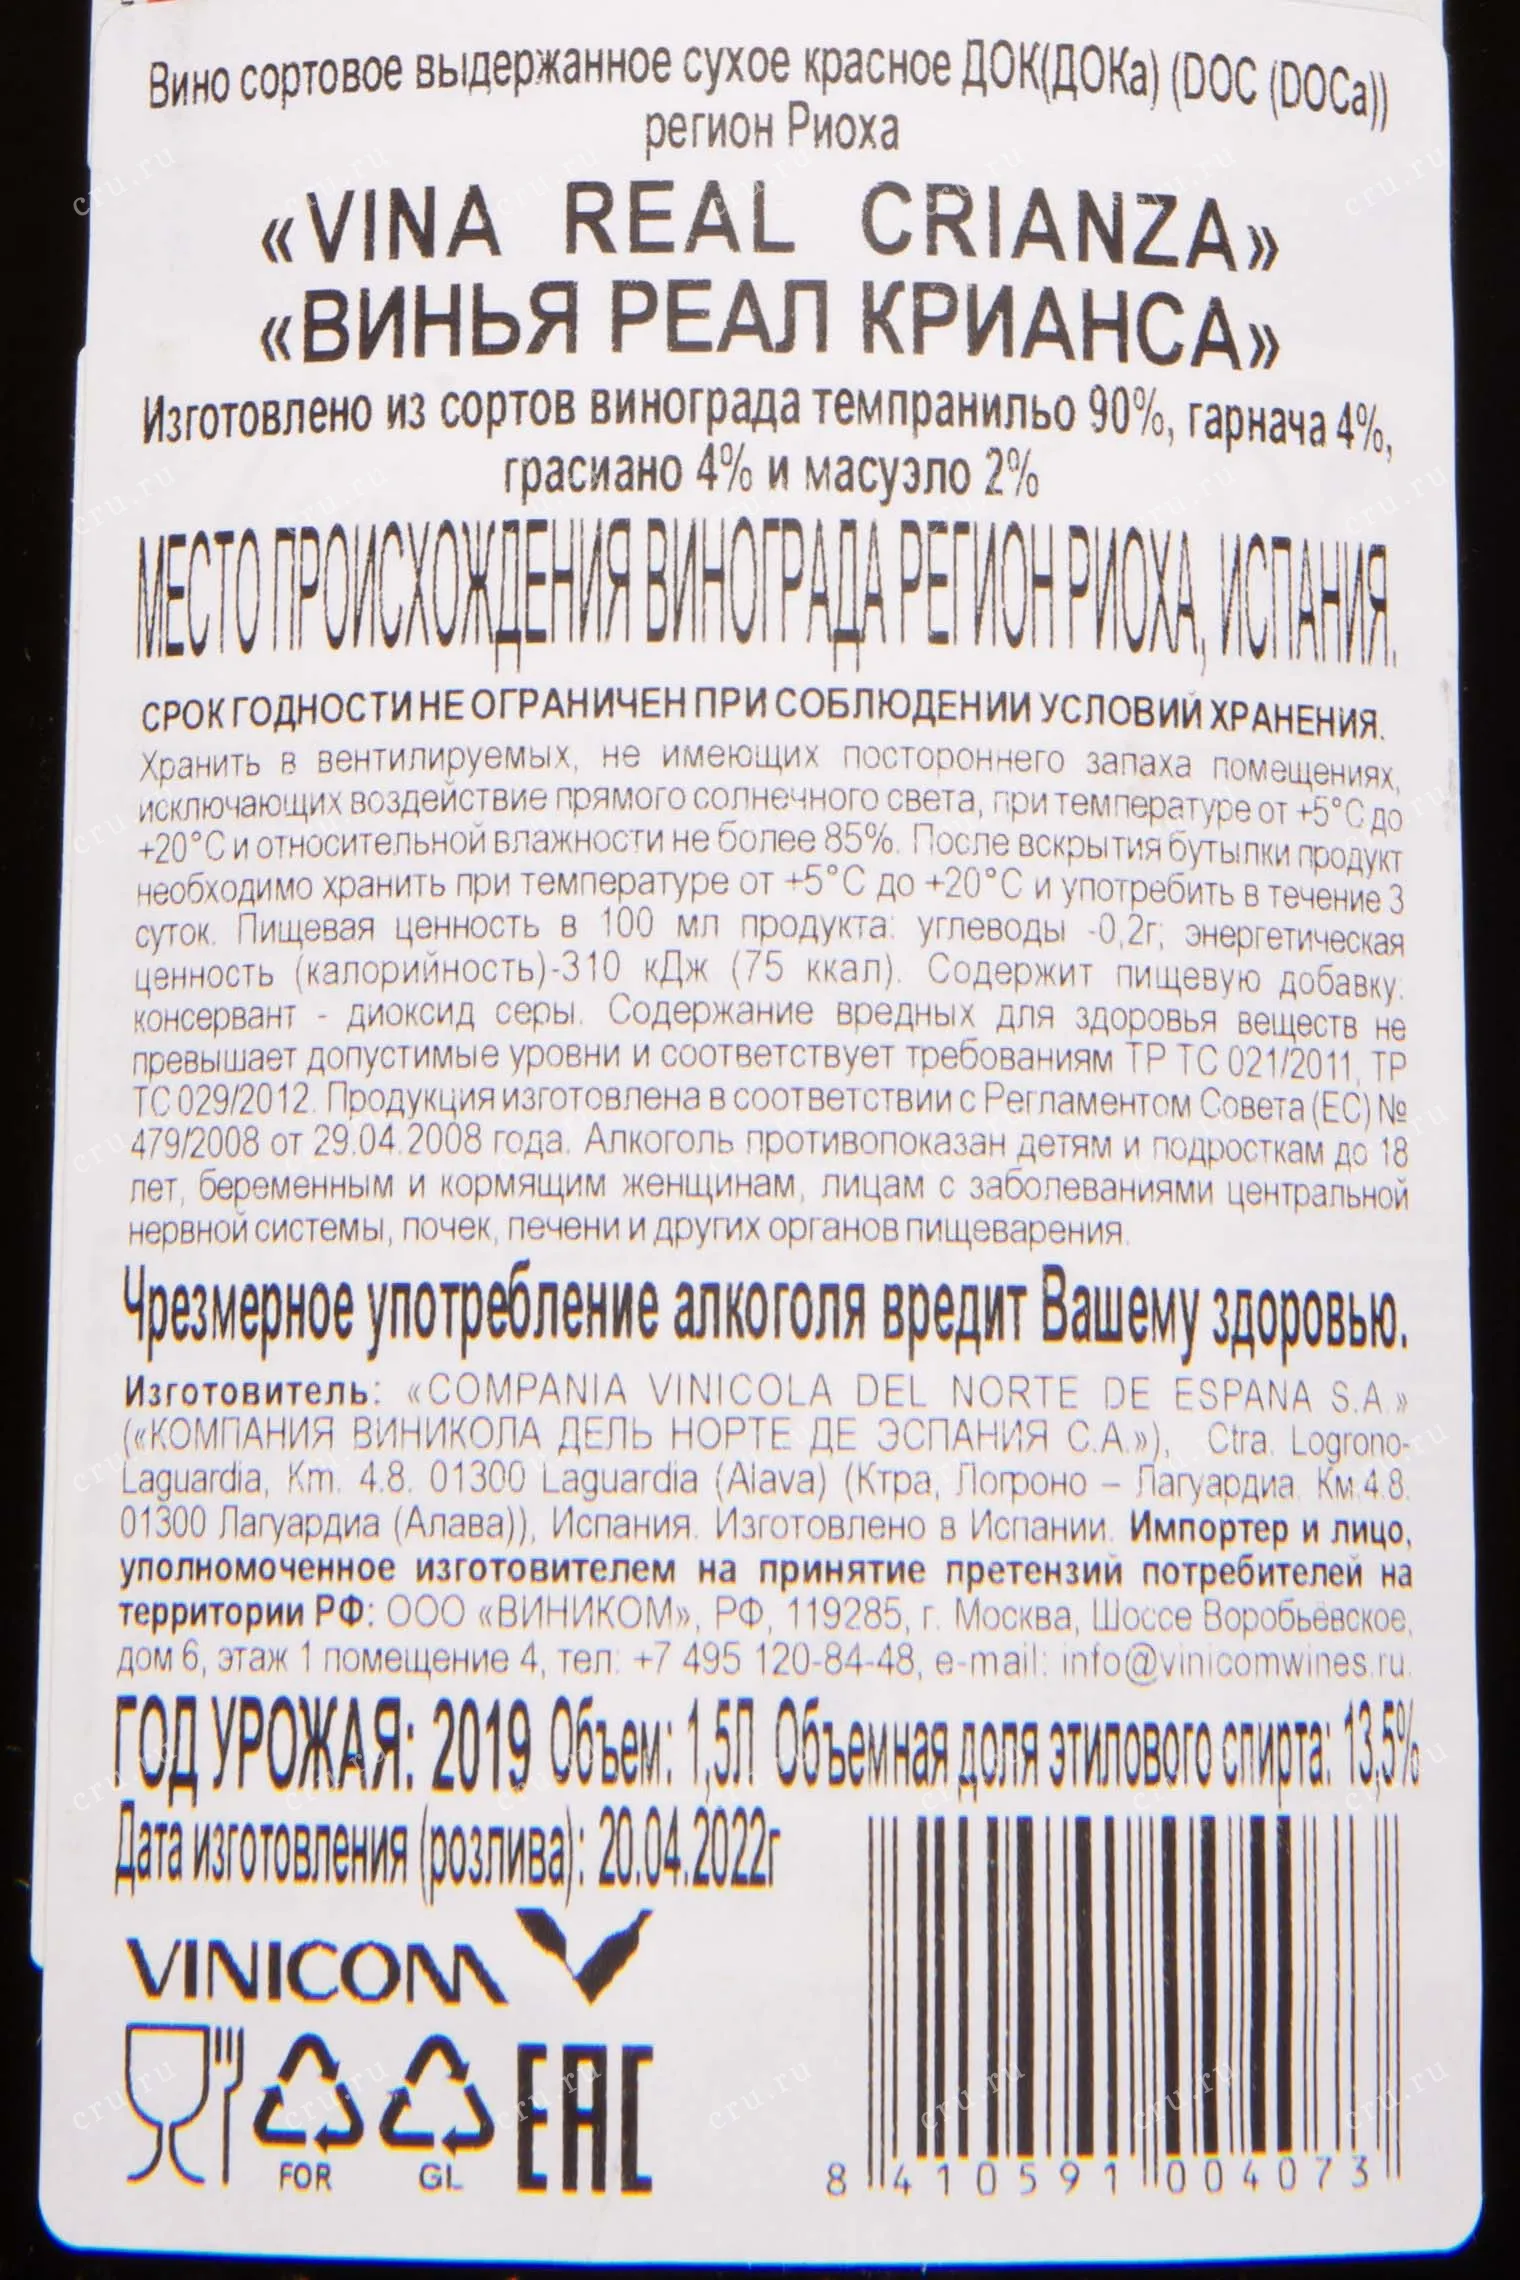 Вино сортовое выдержанное сухое красное ДОК(ДОКа) (DOC (DOCa))
регион Риоха
«VINA REAL CRIANZA»
«ВИНЬЯ РЕАЛ КРИАНСА»
Изготовлено из сортов винограда темпранильо 90%, гарнача 4%,
грасиано 4% и масуэло 2%
МЕСТО ПРОИСХОЖДЕНИЯ ВИНОГРАДА РЕГИОН РИОХА, ИСПАНИЯ.
СРОК ГОДНОСТИ НЕ ОГРАНИЧЕН ПРИ СОБЛЮДЕНИИ УСЛОВИЙ ХРАНЕНИЯ.
Хранить в вентилируемых, не имеющих постороннего запаха помещениях,
исключающих воздействие прямого солнечного света, при температуре от +5°С до
+20°С и относительной влажности не более 85%. После вскрытия бутылки продукт
необходимо хранить при температуре от +5°С до +20°С и употребить в течение 3
суток. Пищевая ценность в 100 мл продукта: углеводы -0,2г; энергетическая
ценность (калорийность)-310 кДж (75 ккал). Содержит пищевую добавку:
консервант - диоксид серы. Содержание вредных для здоровья веществ не
превышает допустимые уровни и соответствует требованиям ТР ТС 021/2011, ТР
ТС 029/2012. Продукция изготовлена в соответствии с Регламентом Совета (ЕС) №
479/2008 от 29.04.2008 года. Алкоголь противопоказан детям и подросткам до 18
лет, беременным и кормящим женщинам, лицам с заболеваниями центральной
нервной системы, почек, печени и других органов пищеварения.
Чрезмерное употребление алкоголя вредит Вашему здоровью.
Изготовитель: «COMPANIA VINICOLA DEL NORTE DE ESPANA S.A.»
(«КОМПАНИЯ ВИНИКОЛА ДЕЛЬ НОРТЕ ДЕ ЭСПАНИЯ С.А.»), Ctra. Logrono-
Laguardia, Km. 4.8. 01300 Laguardia (Alava) (Ктра, Логроно – Лагуардиа. Км.4.8.
01300 Лагуардиа (Алава)), Испания. Изготовлено в Испании. Импортер и лицо,
уполномоченное изготовителем на принятие претензий потребителей на
территории РФ: ООО «ВИНИКОМ», РФ, 119285, г. Москва, Шоссе Воробьёвское,
дом 6, этаж 1 помещение 4, тел: +7 495 120-84-48, e-mail: info@vinicomwines.ru.
ГОД УРОЖАЯ: 2019 Объем: 1,5Л Объемная доля этилового спирта: 13,5%
Дата изготовления (розлива): 20.04.2022г
VINICOM
FOR GL EAC
8 410591 004073
cru.ru